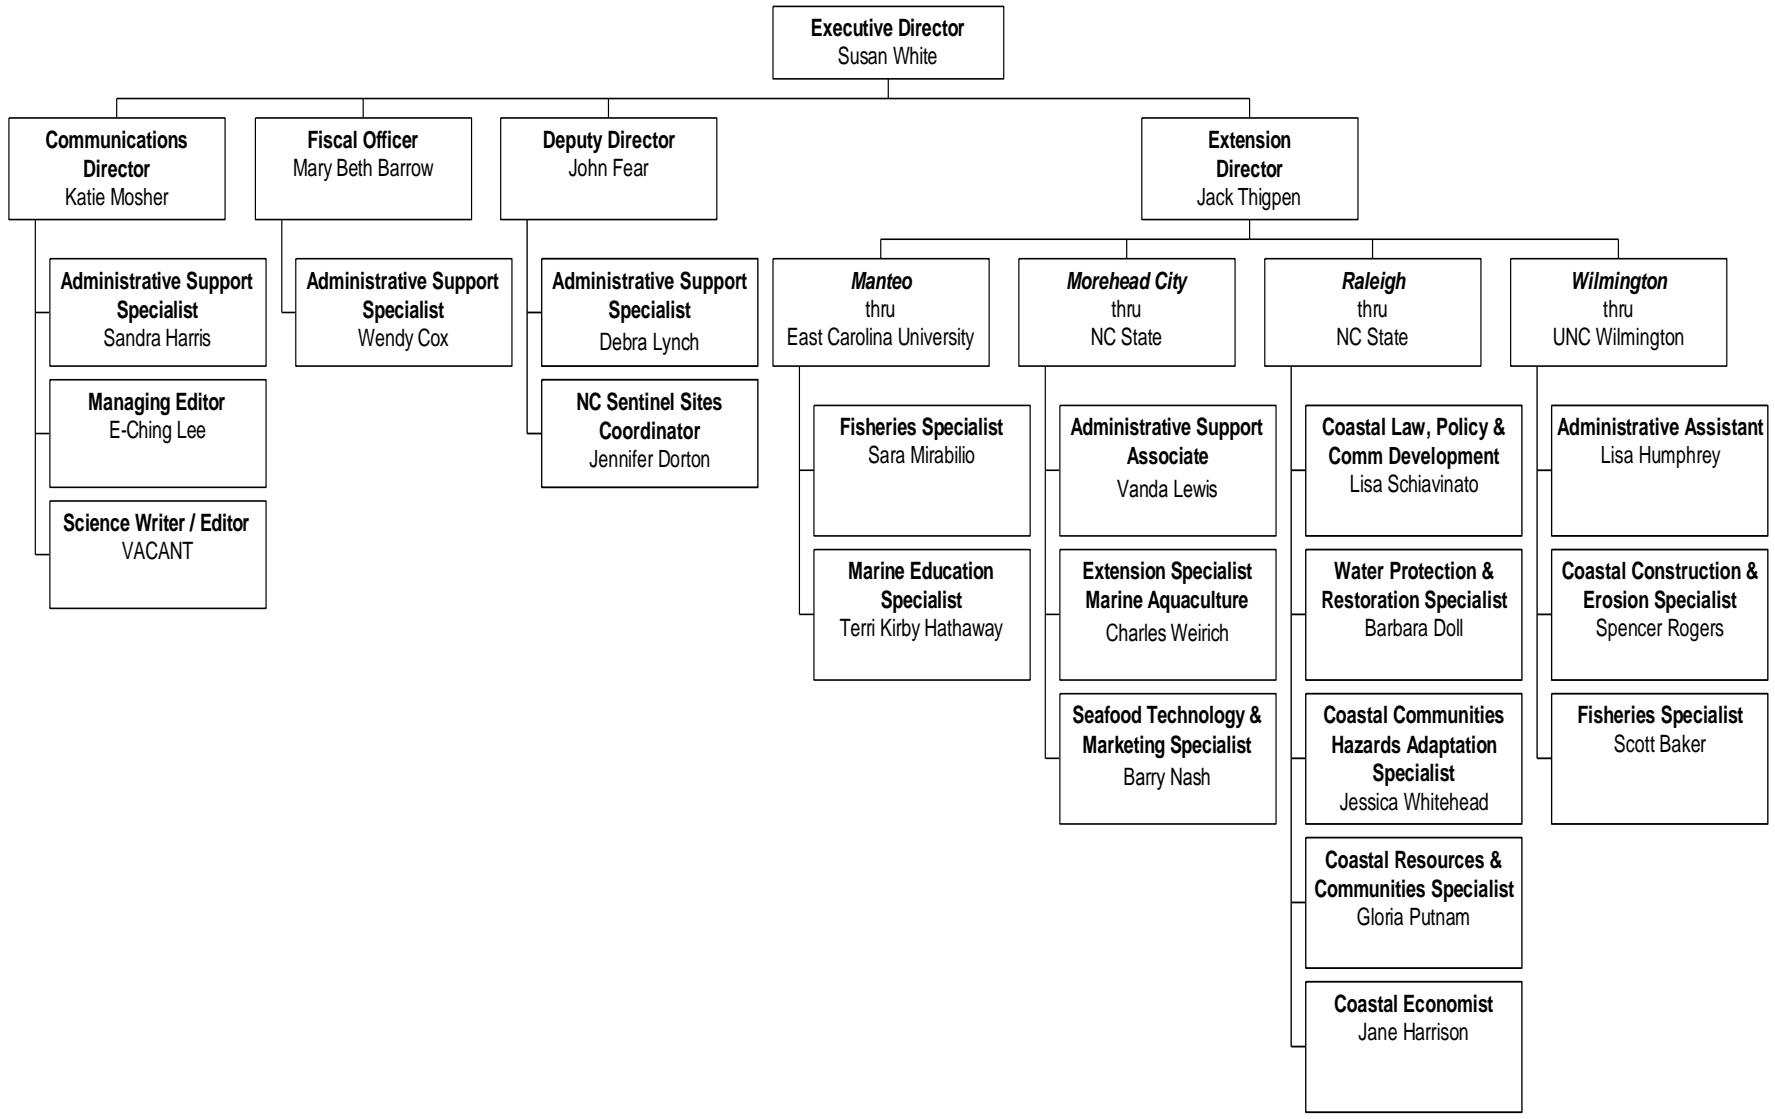 Executive Director
Susan White
Communications
Director
Katie Mosher
Fiscal Officer
Mary Beth Barrow
Deputy Director
John Fear
Extension
Director
Jack Thigpen
Administrative Support
Specialist
Sandra Harris
Managing Editor
E-Ching Lee
Science Writer / Editor
VACANT
Administrative Support
Specialist
Wendy Cox
Administrative Support
Specialist
Debra Lynch
NC Sentinel Sites
Coordinator
Jennifer Dorton
Manteo
thru
East Carolina University
Fisheries Specialist
Sara Mirabilio
Marine Education
Specialist
Terri Kirby Hathaway
Morehead City
thru
NC State
Administrative Support
Associate
Vanda Lewis
Extension Specialist
Marine Aquaculture
Charles Weirich
Seafood Technology &
Marketing Specialist
Barry Nash
Raleigh
thru
NC State
Coastal Law, Policy &
Comm Development
Lisa Schiavinato
Water Protection &
Restoration Specialist
Barbara Doll
Coastal Communities
Hazards Adaptation
Specialist
Jessica Whitehead
Coastal Resources &
Communities Specialist
Gloria Putnam
Coastal Economist
Jane Harrison
Wilmington
thru
UNC Wilmington
Administrative Assistant
Lisa Humphrey
Coastal Construction &
Erosion Specialist
Spencer Rogers
Fisheries Specialist
Scott Baker